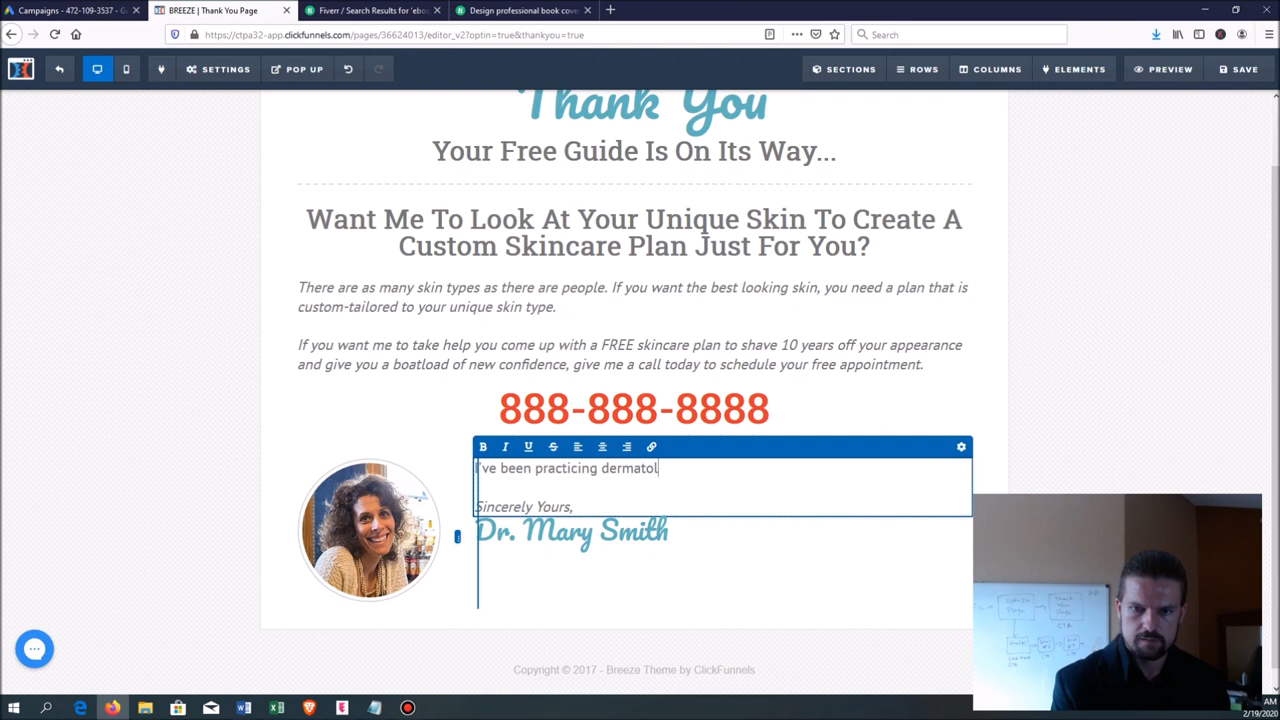 Campaigns - 472-109-3537 - G
BREEZE | Thank You Page
Fiverr / Search Results for 'ebo
Design professional book cove
https://ctpa32-app.clickfunnels.com/pages/36624013/editor_v2?optin=true&thankyou=true
Search
SETTINGS
POP UP
SECTIONS
ROWS
COLUMNS
ELEMENTS
PREVIEW
SAVE
Thank You
Your Free Guide Is On Its Way...
Want Me To Look At Your Unique Skin To Create A
Custom Skincare Plan Just For You?
There are as many skin types as there are people. If you want the best looking skin, you need a plan that is
custom-tailored to your unique skin type.
If you want me to take help you come up with a FREE skincare plan to shave 10 years off your appearance
and give you a boatload of new confidence, give me a call today to schedule your free appointment.
888-888-8888
B I U S
I've been practicing dermatol
Sincerely Yours,
Dr. Mary Smith
Copyright © 2017 - Breeze Theme by ClickFunnels
AM
2/19/2020